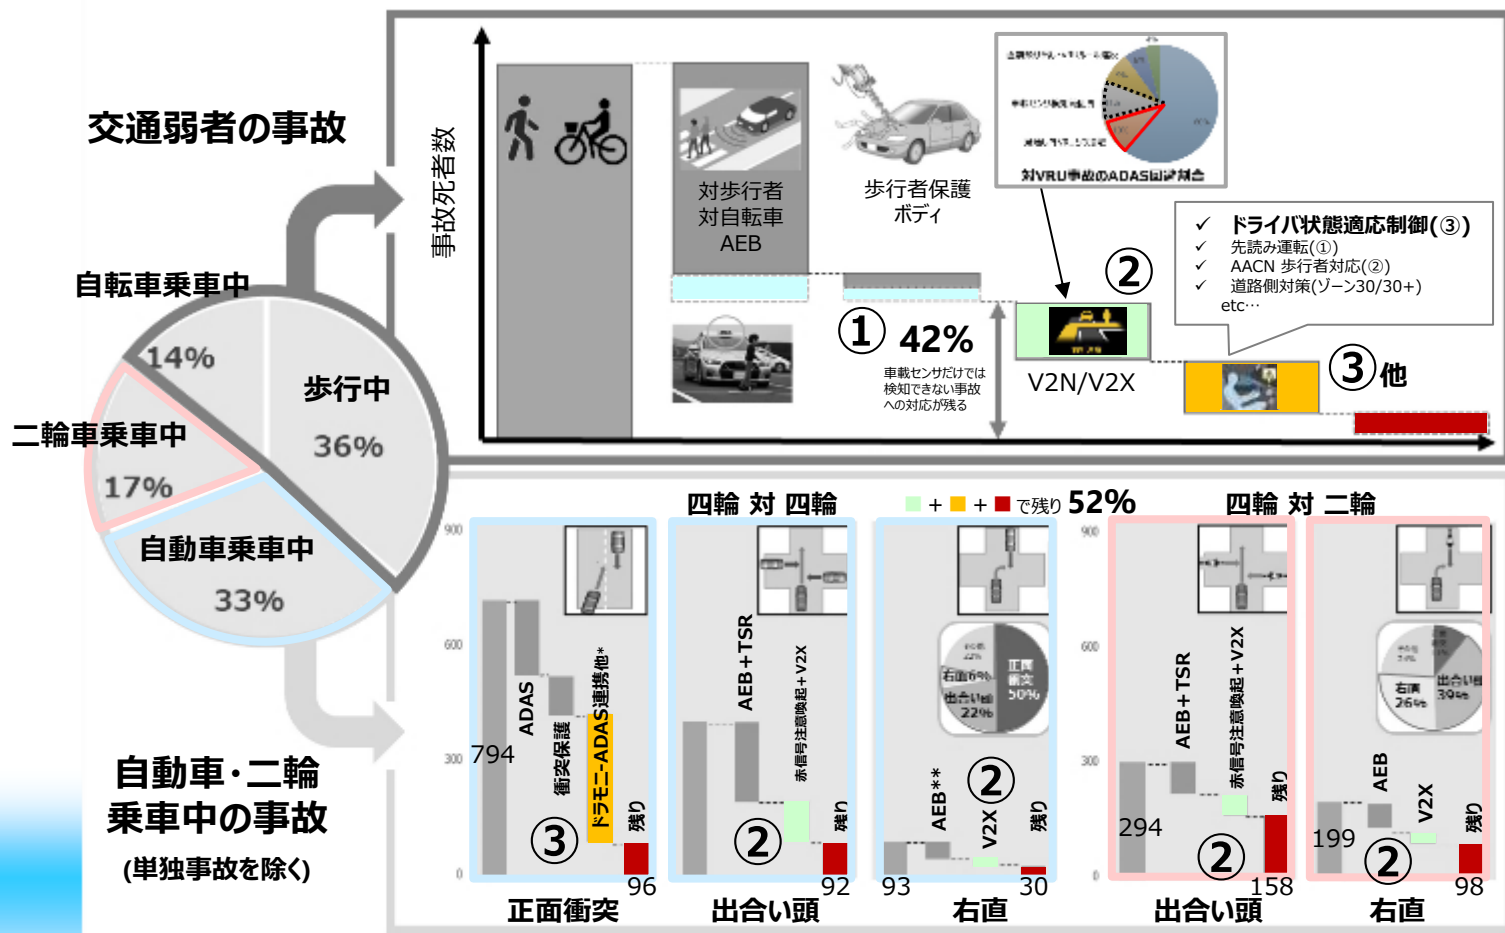 交通弱者の事故
自転車乗車中
14%
歩行中
36%
二輪車乗車中
17%
自動車乗車中
33%
自動車・二輪
乗車中の事故
(単独事故を除く)
事故死者数
対歩行者
対自転車
AEB
歩行者保護
ボディ
対VRU事故のADAS回避割合
✓ ドライバ状態適応制御(③)
✓ 先読み運転(①)
✓ AACN 歩行者対応(②)
✓ 道路側対策(ゾーン30/30+)
etc…
① 42%
車載センサだけでは
検知できない事故
への対応が残る
②
V2N/V2X
③他
四輪 対 四輪
+ + で残り 52%
四輪 対 二輪
900
600
300
0
794
ADAS
衝突保護
ドラモニ-ADAS連携他*
残り
③
96
正面衝突
AEB+TSR
赤信号注意喚起+V2X
残り
②
92
出合い頭
正面
衝突
50%
右直6%
出合い頭
22%
その他
22%
93
AEB**
V2X
②
残り
30
右直
900
600
300
0
294
AEB+TSR
赤信号注意喚起+V2X
残り
②
158
出合い頭
出合い頭
39%
右直
26%
199
AEB
V2X
②
残り
98
右直